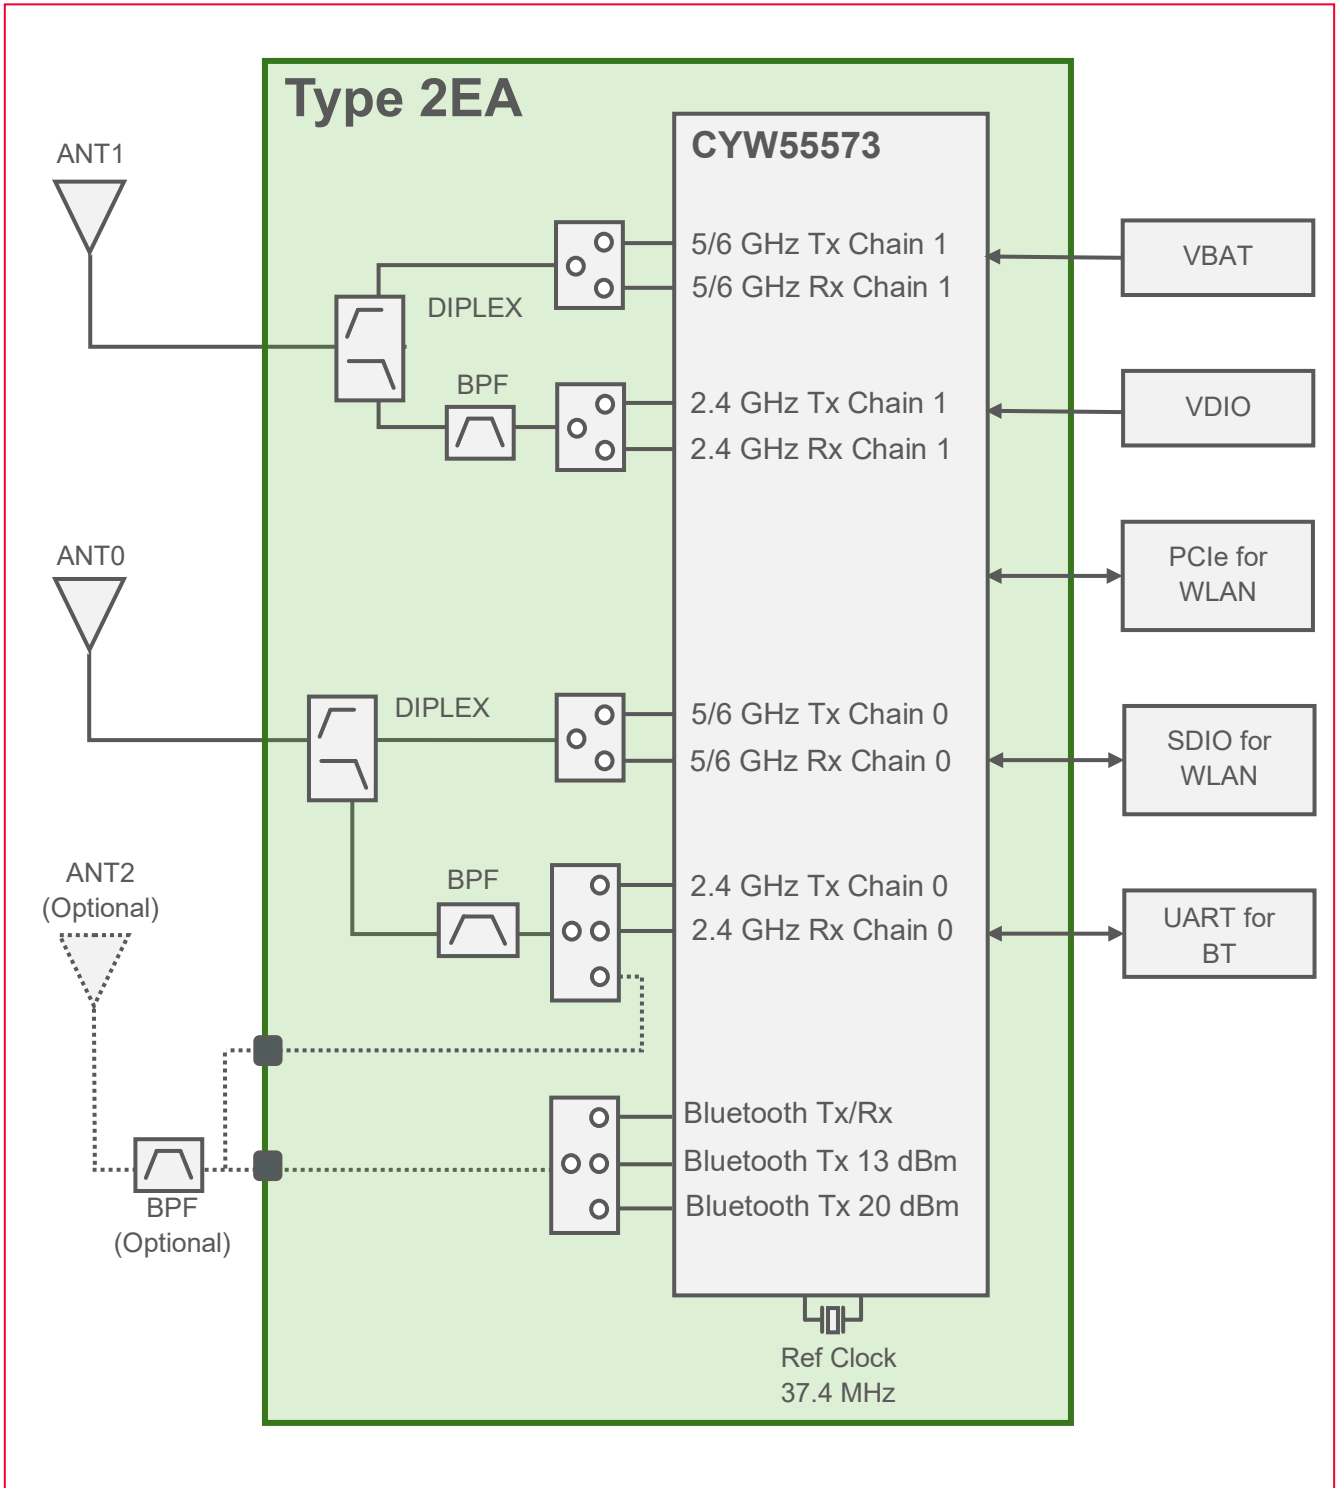 Type 2EA
CYW55573
ANT1
5/6 GHz Tx Chain 1
5/6 GHz Rx Chain 1
DIPLEX
BPF
2.4 GHz Tx Chain 1
2.4 GHz Rx Chain 1
VBAT
VDIO
PCIe for
WLAN
ANT0
DIPLEX
5/6 GHz Tx Chain 0
5/6 GHz Rx Chain 0
SDIO for
WLAN
ANT2
(Optional)
BPF
2.4 GHz Tx Chain 0
2.4 GHz Rx Chain 0
UART for
BT
Bluetooth Tx/Rx
Bluetooth Tx 13 dBm
Bluetooth Tx 20 dBm
BPF
(Optional)
Ref Clock
37.4 MHz